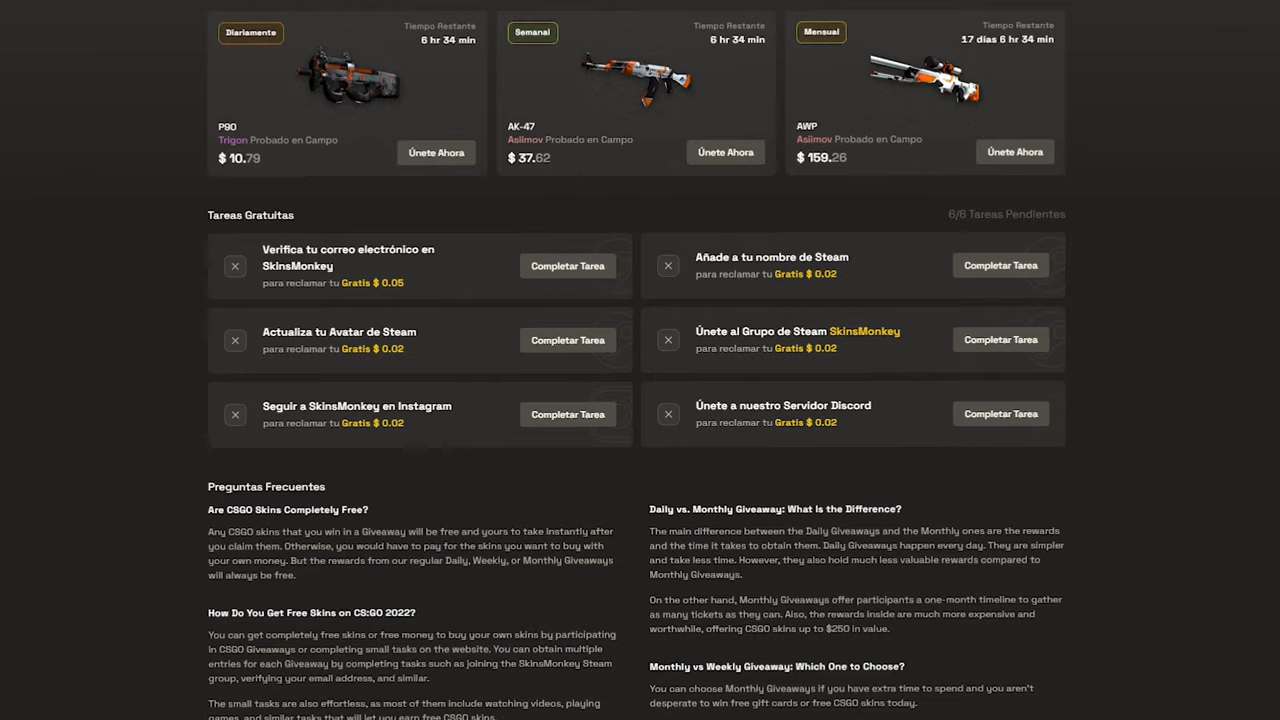 Diariamente
Tiempo Restante
6 hr 34 min
P90
Trigon Probado en Campo
$ 10.79
Únete Ahora
Semanal
Tiempo Restante
6 hr 34 min
AK-47
Asiimov Probado en Campo
$ 37.62
Únete Ahora
Mensual
Tiempo Restante
17 días 6 hr 34 min
AWP
Asiimov Probado en Campo
$ 159.26
Únete Ahora
Tareas Gratuitas
6/6 Tareas Pendientes
Verifica tu correo electrónico en
SkinsMonkey
para reclamar tu Gratis $ 0.05
Completar Tarea
Añade a tu nombre de Steam
para reclamar tu Gratis $ 0.02
Completar Tarea
Actualiza tu Avatar de Steam
para reclamar tu Gratis $ 0.02
Completar Tarea
Únete al Grupo de Steam SkinsMonkey
para reclamar tu Gratis $ 0.02
Completar Tarea
Seguir a SkinsMonkey en Instagram
para reclamar tu Gratis $ 0.02
Completar Tarea
Únete a nuestro Servidor Discord
para reclamar tu Gratis $ 0.02
Completar Tarea
Preguntas Frecuentes
Are CSGO Skins Completely Free?
Any CSGO skins that you win in a Giveaway will be free and yours to take instantly after
you claim them. Otherwise, you would have to pay for the skins you want to buy with
your own money. But the rewards from our regular Daily, Weekly, or Monthly Giveaways
will always be free.
How Do You Get Free Skins on CS:GO 2022?
You can get completely free skins or free money to buy your own skins by participating
in CSGO Giveaways or completing small tasks on the website. You can obtain multiple
entries for each Giveaway by completing tasks such as joining the SkinsMonkey Steam
group, verifying your email address, and similar.
The small tasks are also effortless, as most of them include watching videos, playing
games, and similar tasks that will let you earn free CSGO skins.
Daily vs. Monthly Giveaway: What Is the Difference?
The main difference between the Daily Giveaways and the Monthly ones are the rewards
and the time it takes to obtain them. Daily Giveaways happen every day. They are simpler
and take less time. However, they also hold much less valuable rewards compared to
Monthly Giveaways.
On the other hand, Monthly Giveaways offer participants a one-month timeline to gather
as many tickets as they can. Also, the rewards inside are much more expensive and
worthwhile, offering CSGO skins up to $250 in value.
Monthly vs Weekly Giveaway: Which One to Choose?
You can choose Monthly Giveaways if you have extra time to spend and you aren't
desperate to win free gift cards or free CSGO skins today.